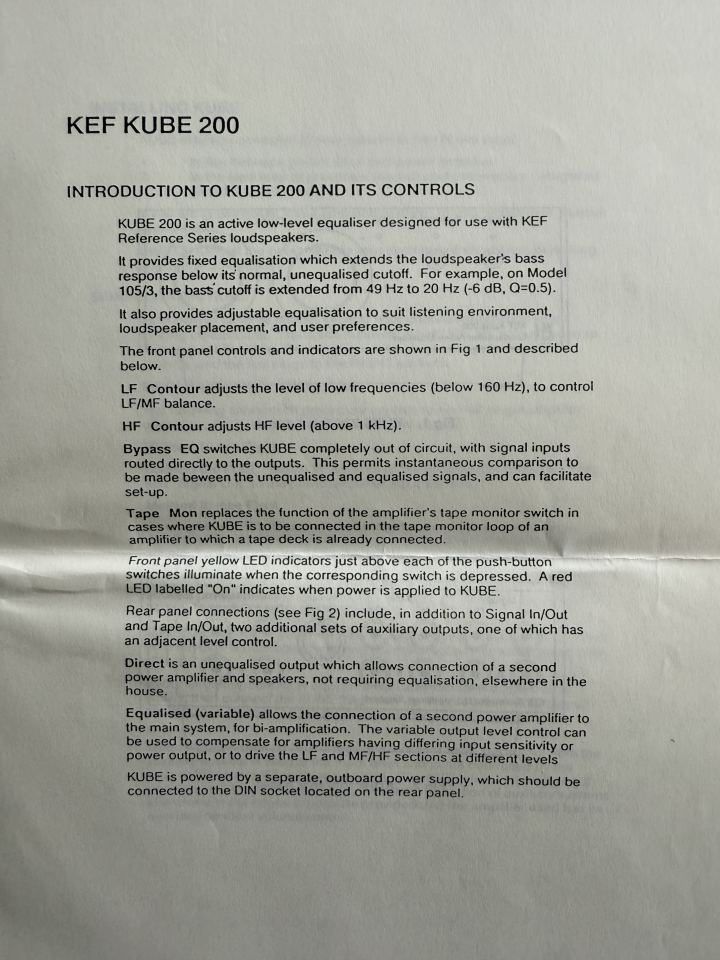 KEF KUBE 200
INTRODUCTION TO KUBE 200 AND ITS CONTROLS
KUBE 200 is an active low-level equaliser designed for use with KEF
Reference Series loudspeakers.
It provides fixed equalisation which extends the loudspeaker's bass
response below its normal, unequalised cutoff. For example, on Model
105/3, the bass cutoff is extended from 49 Hz to 20 Hz (-6 dB, Q=0.5).
It also provides adjustable equalisation to suit listening environment,
loudspeaker placement, and user preferences.
The front panel controls and indicators are shown in Fig 1 and described
below.
LF Contour adjusts the level of low frequencies (below 160 Hz), to control
LF/MF balance.
HF Contour adjusts HF level (above 1 kHz).
Bypass EQ switches KUBE completely out of circuit, with signal inputs
routed directly to the outputs. This permits instantaneous comparison to
be made beween the unequalised and equalised signals, and can facilitate
set-up.
Tape Mon replaces the function of the amplifier's tape monitor switch in
cases where KUBE is to be connected in the tape monitor loop of an
amplifier to which a tape deck is already connected.
Front panel yellow LED indicators just above each of the push-button
switches illuminate when the corresponding switch is depressed. A red
LED labelled "On" indicates when power is applied to KUBE.
Rear panel connections (see Fig 2) include, in addition to Signal In/Out
and Tape In/Out, two additional sets of auxiliary outputs, one of which has
an adjacent level control.
Direct is an unequalised output which allows connection of a second
power amplifier and speakers, not requiring equalisation, elsewhere in the
house.
Equalised (variable) allows the connection of a second power amplifier to
the main system, for bi-amplification. The variable output level control can
be used to compensate for amplifiers having differing input sensitivity or
power output, or to drive the LF and MF/HF sections at different levels
KUBE is powered by a separate, outboard power supply, which should be
connected to the DIN socket located on the rear panel.